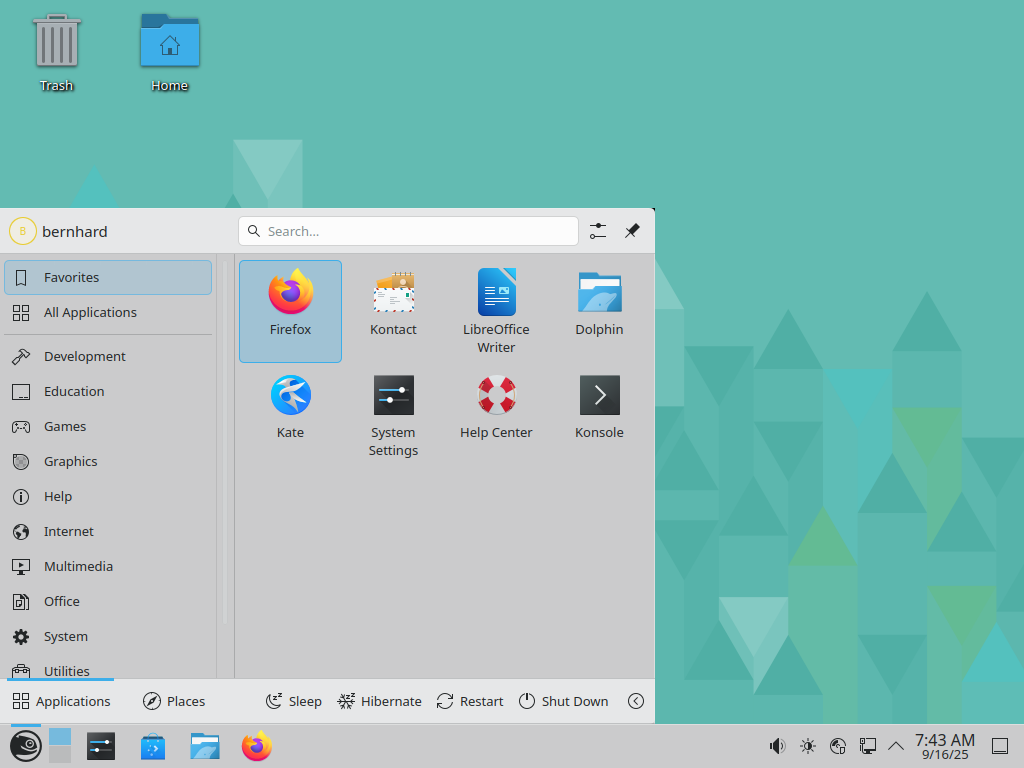 Trash
Home
B
bernhard
Search...
Favorites
All Applications
Development
Education
Games
Graphics
Help
Internet
Multimedia
Office
System
Utilities
Firefox
Kontact
LibreOffice
Writer
Dolphin
Kate
System
Settings
Help Center
Konsole
Applications
Places
Sleep
Hibernate
Restart
Shut Down
7:43 AM
9/16/25